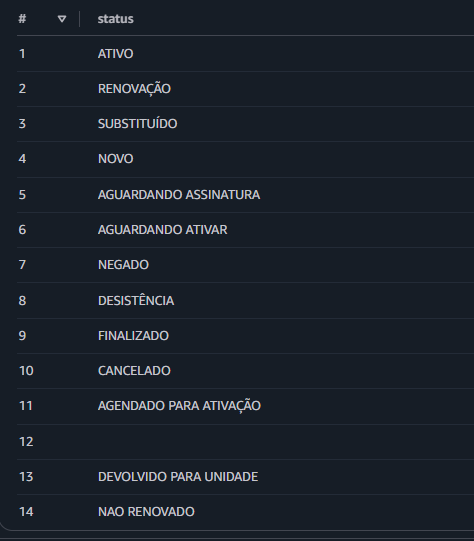 # status
1 ATIVO
2 RENOVAÇÃO
3 SUBSTITUÍDO
4 NOVO
5 AGUARDANDO ASSINATURA
6 AGUARDANDO ATIVAR
7 NEGADO
8 DESISTÊNCIA
9 FINALIZADO
10 CANCELADO
11 AGENDADO PARA ATIVAÇÃO
12
13 DEVOLVIDO PARA UNIDADE
14 NAO RENOVADO